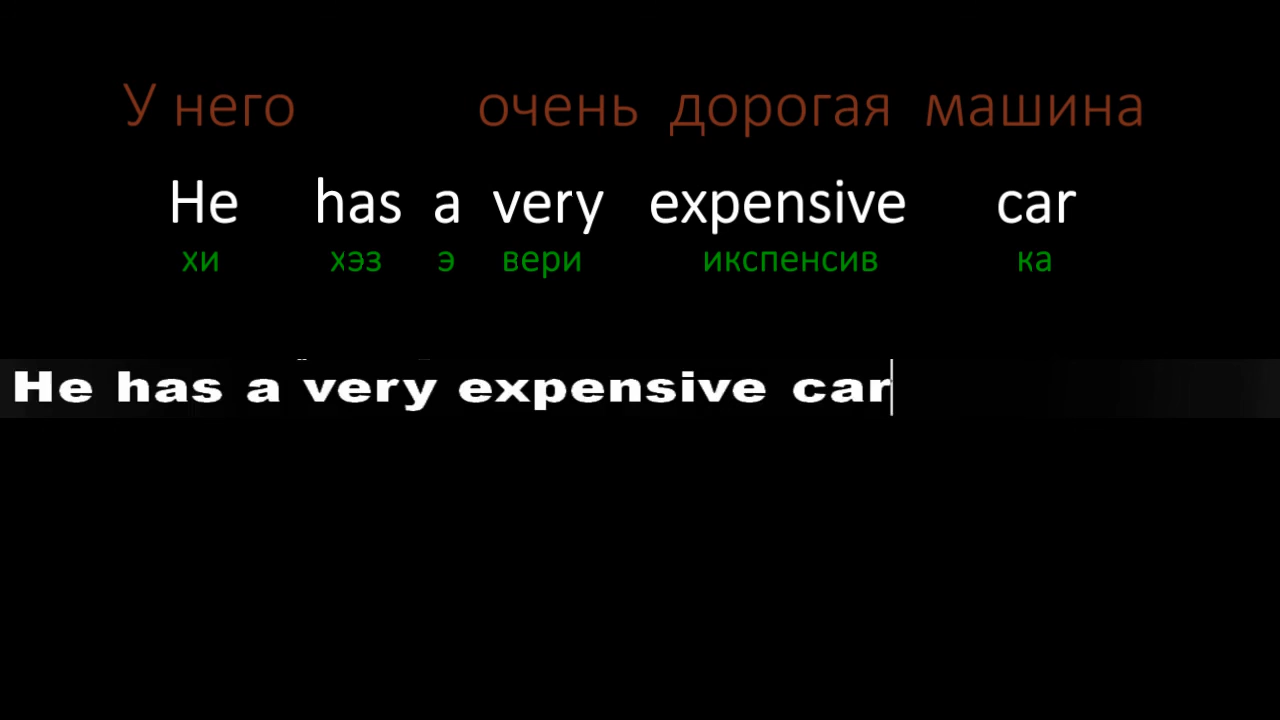 У него очень дорогая машина
He has a very expensive car
хи хэз э вери икспенсив ка
He has a very expensive car